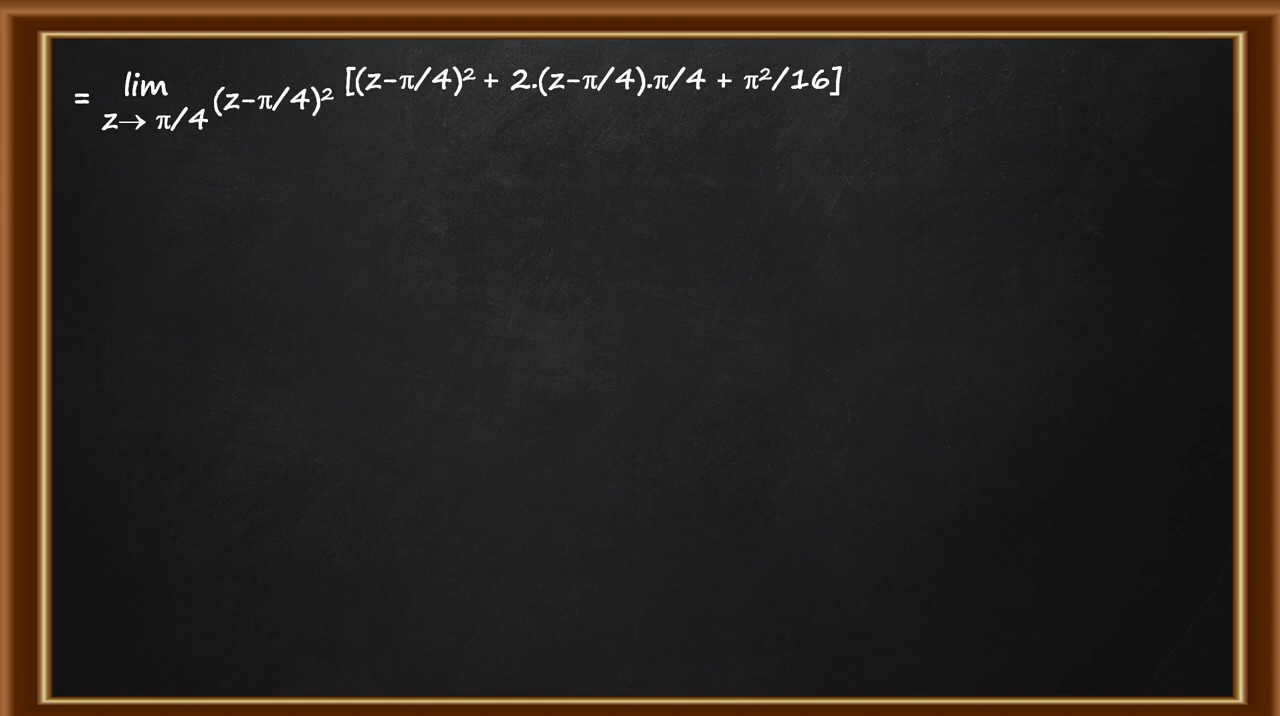 = lim z→ π/4 (z-π/4)² [(z-π/4)² + 2.(z-π/4).π/4 + π²/16]